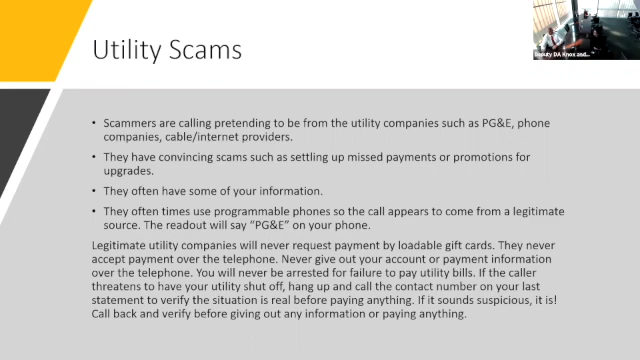 Utility Scams
Deputy DA Knox and...
• Scammers are calling pretending to be from the utility companies such as PG&E, phone
companies, cable/internet providers.
• They have convincing scams such as settling up missed payments or promotions for
upgrades.
• They often have some of your information.
• They often times use programmable phones so the call appears to come from a legitimate
source. The readout will say “PG&E” on your phone.
Legitimate utility companies will never request payment by loadable gift cards. They never
accept payment over the telephone. Never give out your account or payment information
over the telephone. You will never be arrested for failure to pay utility bills. If the caller
threatens to have your utility shut off, hang up and call the contact number on your last
statement to verify the situation is real before paying anything. If it sounds suspicious, it is!
Call back and verify before giving out any information or paying anything.